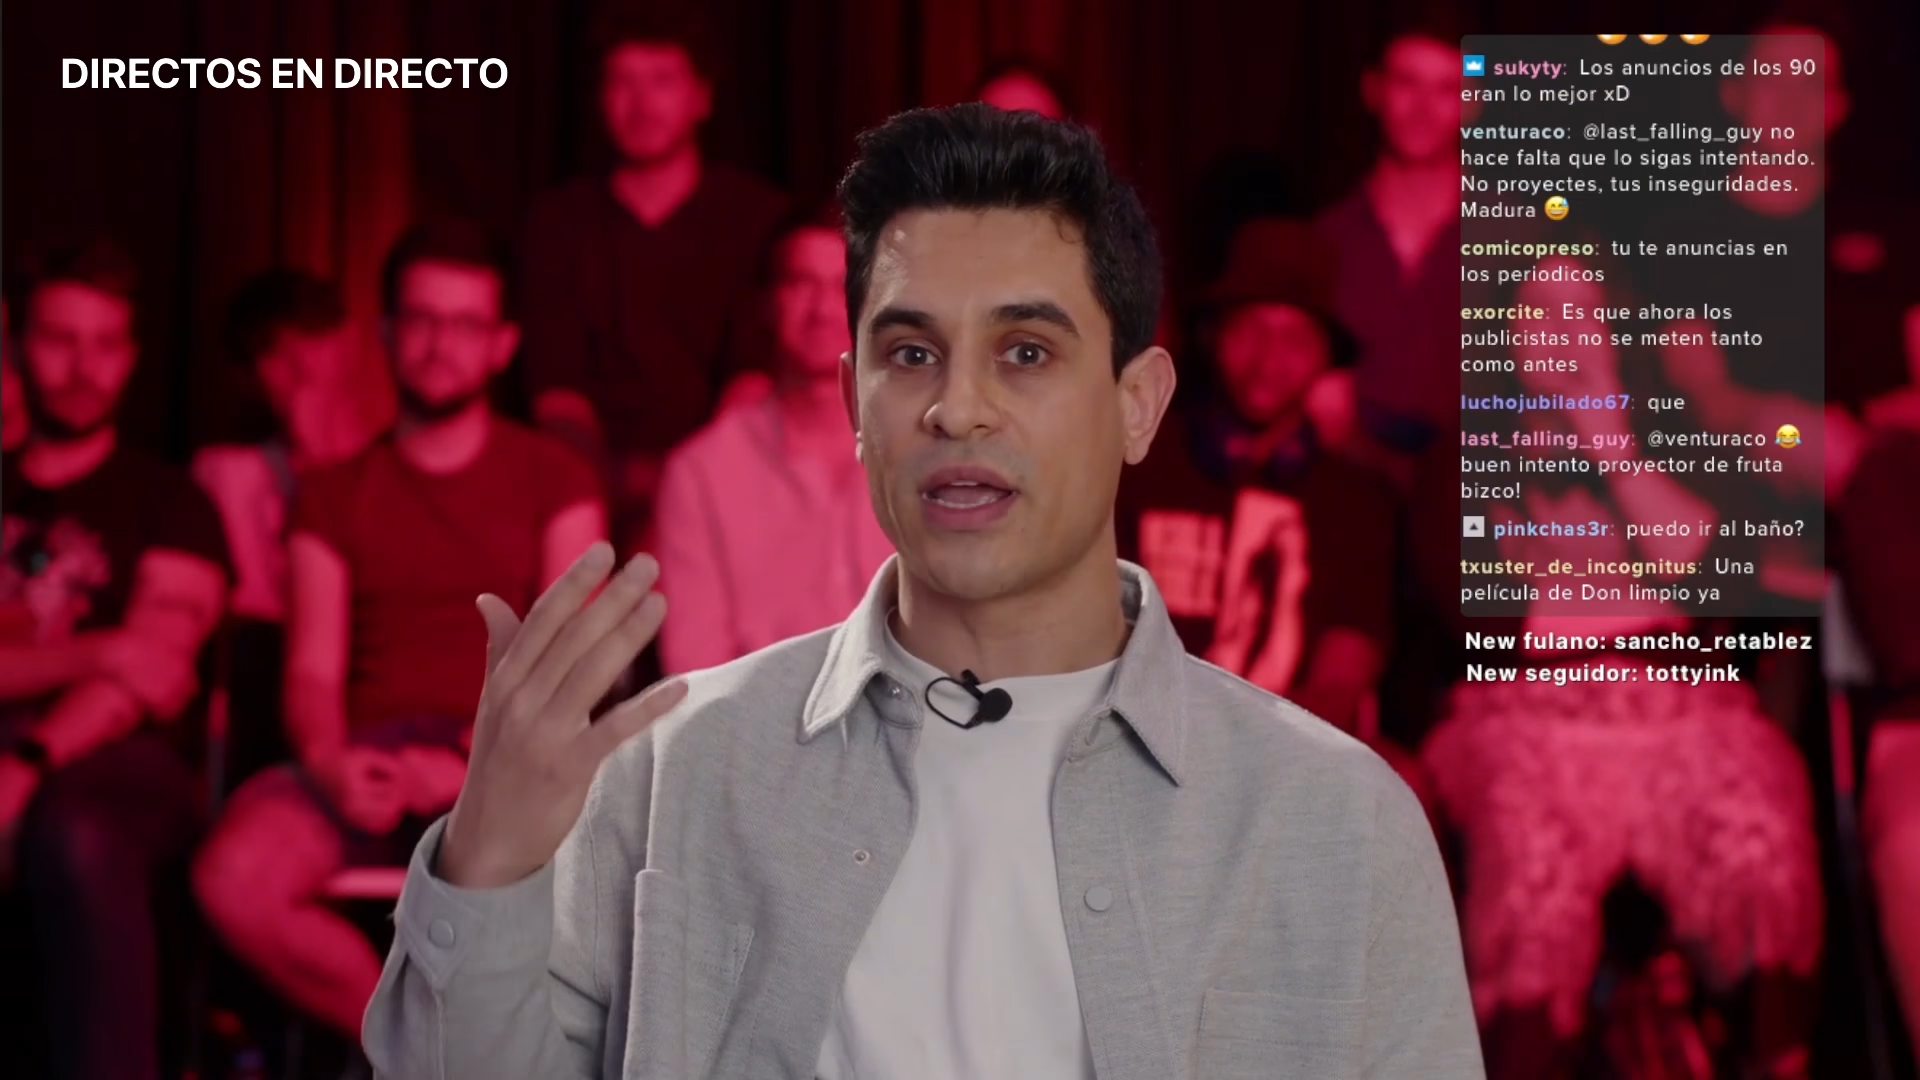 DIRECTOS EN DIRECTO
sukyty: Los anuncios de los 90
eran lo mejor xD
venturaco: @last_falling_guy no
hace falta que lo sigas intentando.
No proyectes, tus inseguridades.
Madura 😅
comicopreso: tu te anuncias en
los periodicos
exorcite: Es que ahora los
publicistas no se meten tanto
como antes
luchojubilado67: que
last_falling_guy: @venturaco 😂
buen intento proyector de fruta
bizco!
pinkchas3r: puedo ir al baño?
txuster_de_incognitus: Una
película de Don limpio ya
New fulano: sancho_retablez
New seguidor: tottyink